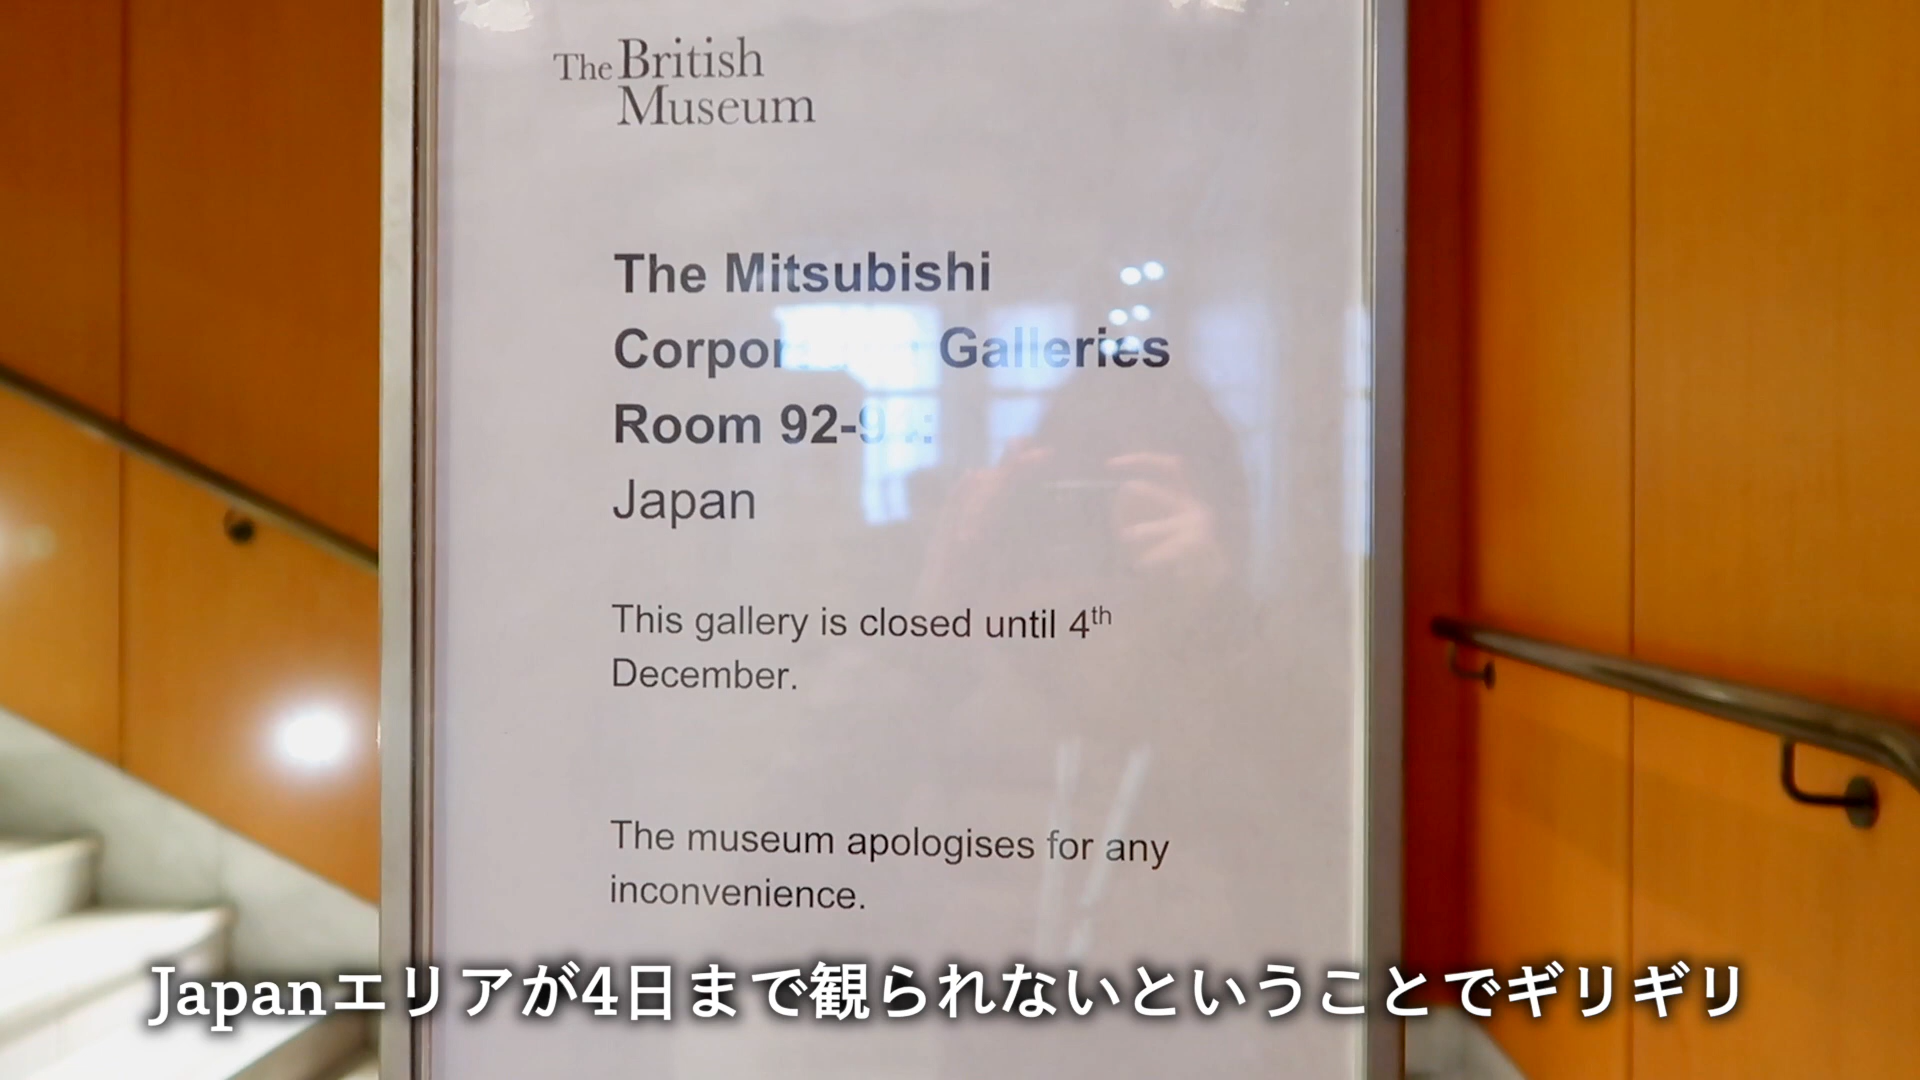 The British
Museum
The Mitsubishi
Galleries
Room
Japan
This gallery is closed until 4th
December.
The museum apologises for any
inconvenience.
Japanエリアが4日まで観られないということでギリギリ